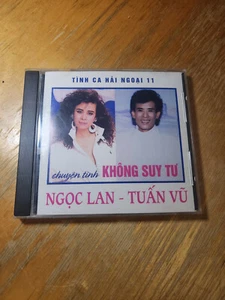 TÌNH CA HẢI NGOẠI 11
chuyện tình KHÔNG SUY TƯ
NGỌC LAN - TUẤN VŨ